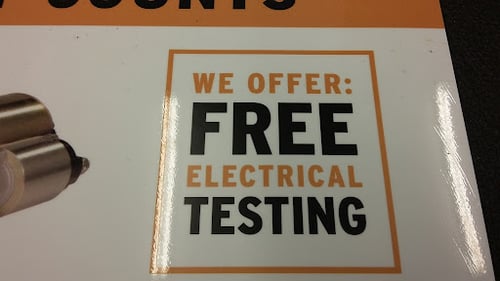 WE OFFER:
FREE
ELECTRICAL
TESTING